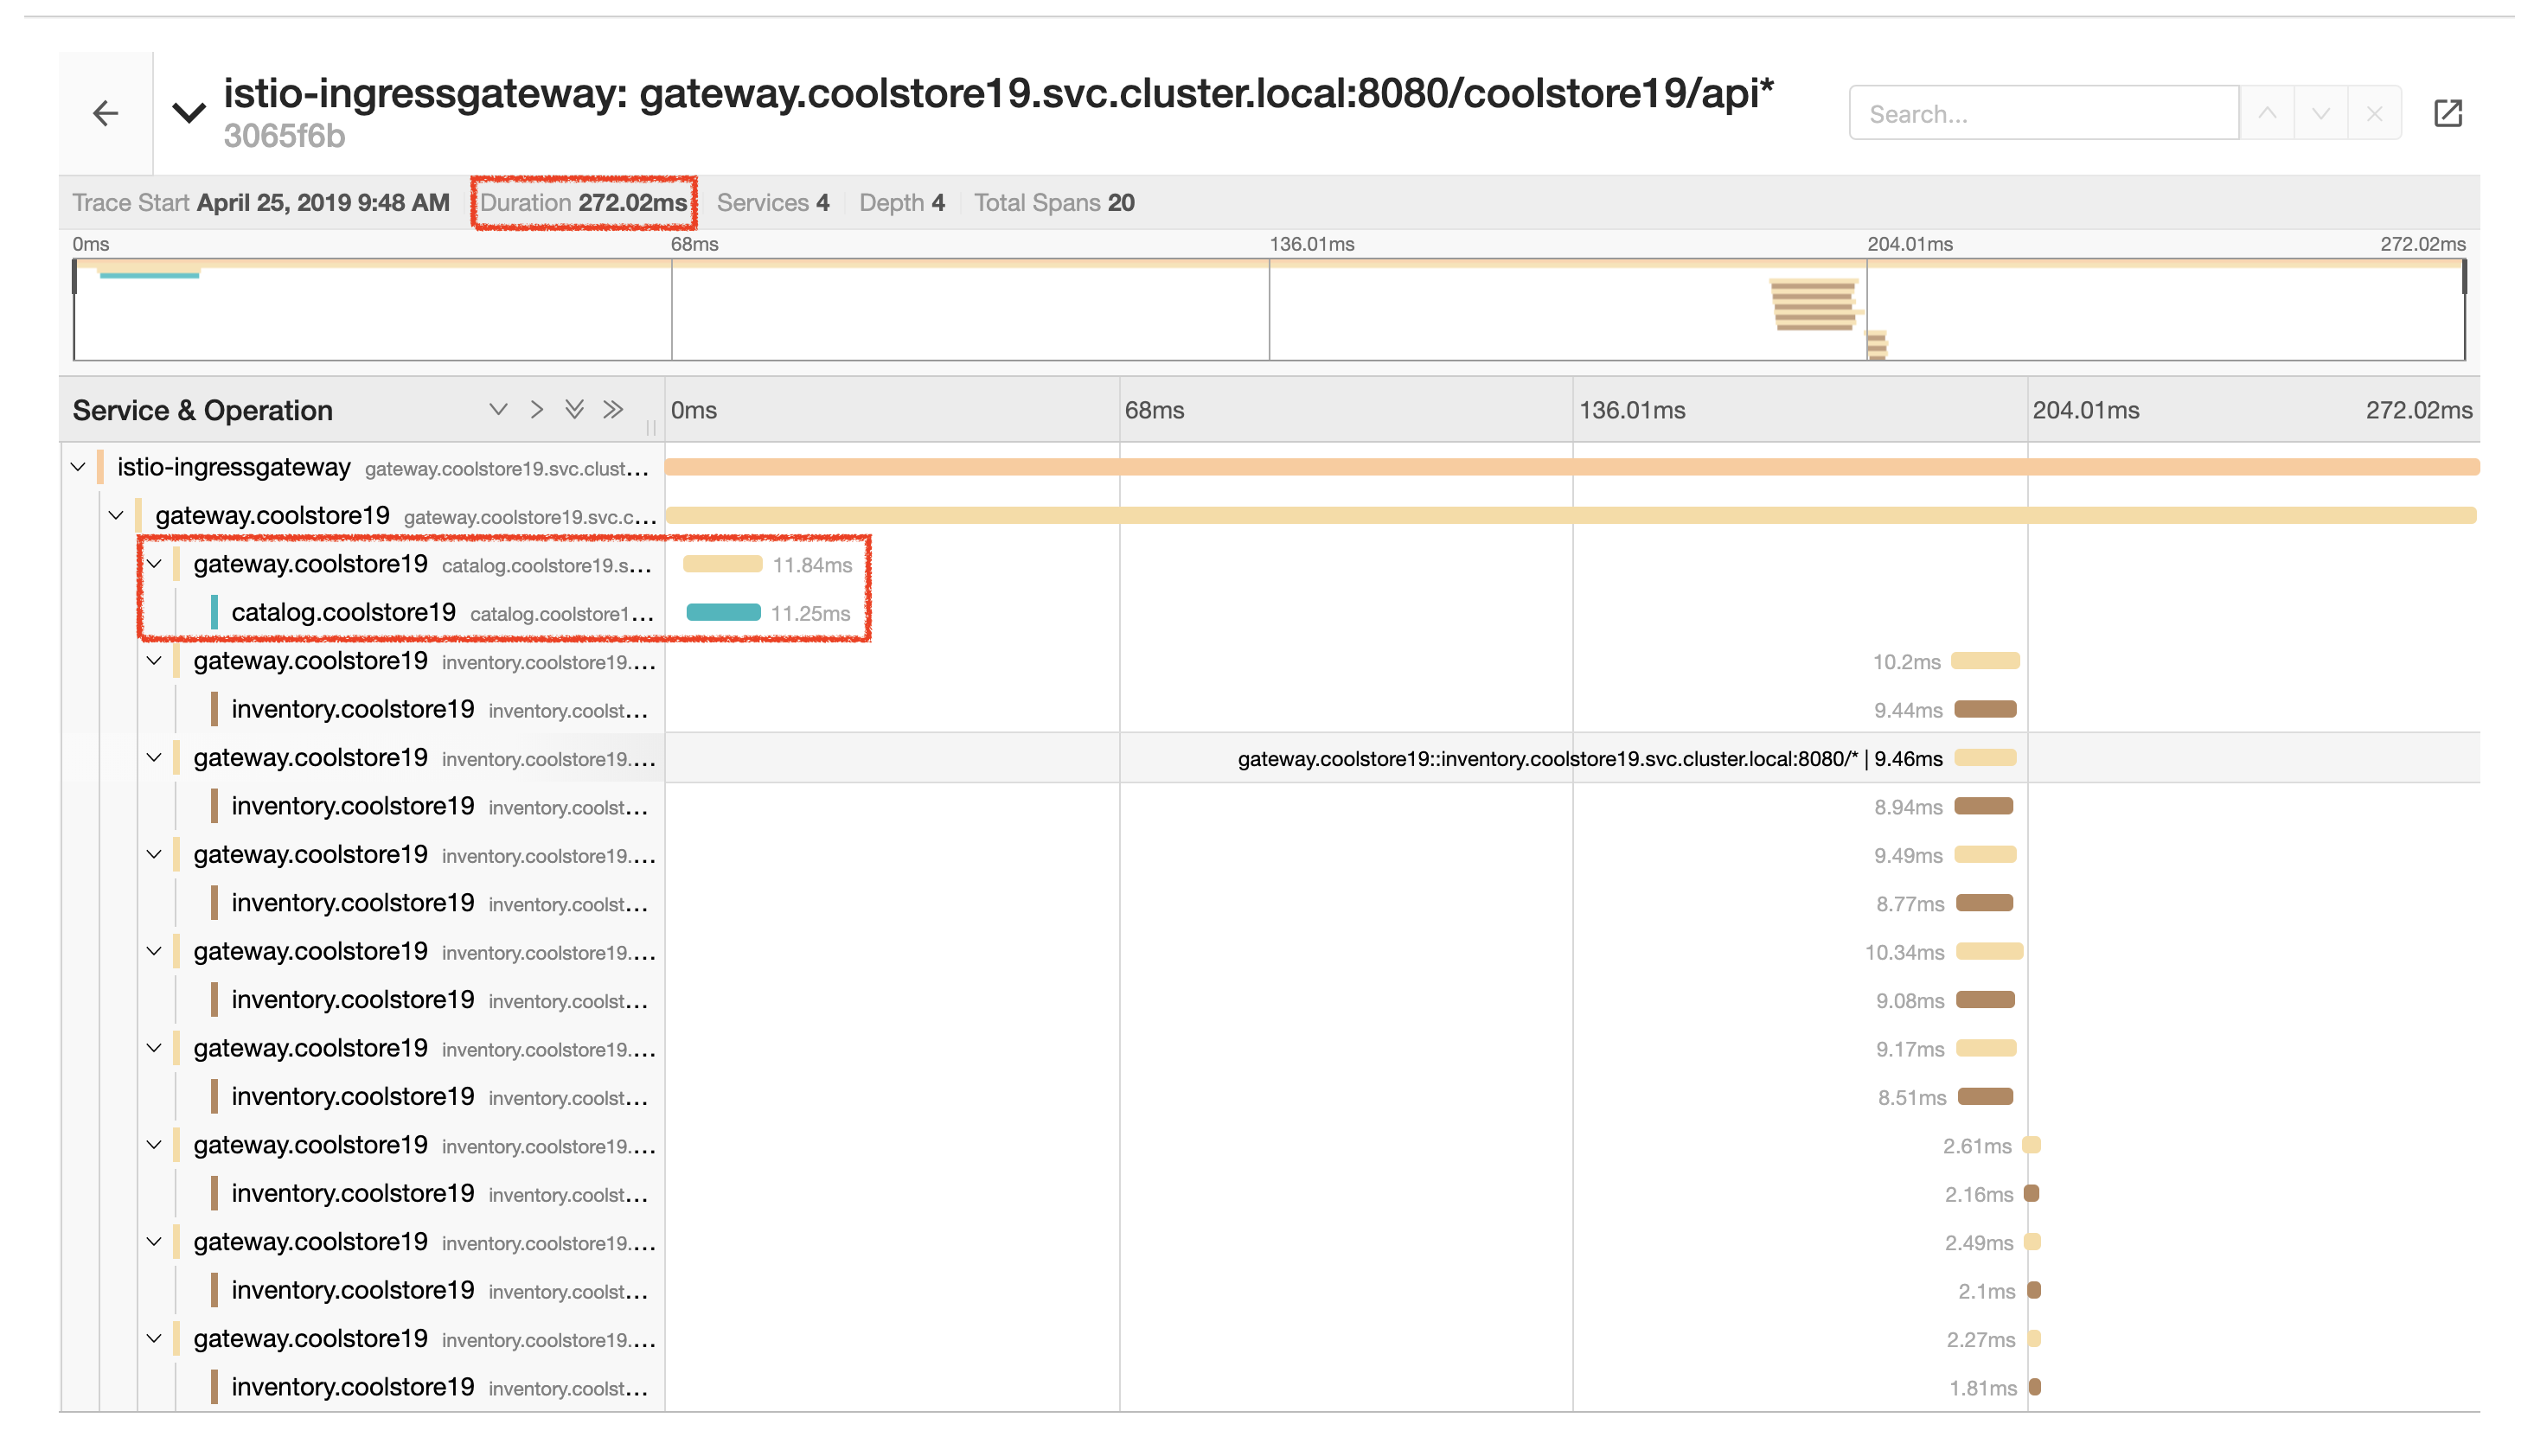 istio-ingressgateway: gateway.coolstore19.svc.cluster.local:8080/coolstore19/api*
3065f6b
Search...
Trace Start April 25, 2019 9:48 AM Duration 272.02ms Services 4 Depth 4 Total Spans 20
0ms 68ms 136.01ms 204.01ms 272.02ms
Service & Operation 0ms 68ms 136.01ms 204.01ms 272.02ms
istio-ingressgateway gateway.coolstore19.svc.clust...
gateway.coolstore19 gateway.coolstore19.svc.c...
gateway.coolstore19 catalog.coolstore19.s... 11.84ms
catalog.coolstore19 catalog.coolstore1... 11.25ms
gateway.coolstore19 inventory.coolstore19.... 10.2ms
inventory.coolstore19 inventory.coolst... 9.44ms
gateway.coolstore19 inventory.coolstore19.... gateway.coolstore19::inventory.coolstore19.svc.cluster.local:8080/* | 9.46ms
inventory.coolstore19 inventory.coolst... 8.94ms
gateway.coolstore19 inventory.coolstore19.... 9.49ms
inventory.coolstore19 inventory.coolst... 8.77ms
gateway.coolstore19 inventory.coolstore19.... 10.34ms
inventory.coolstore19 inventory.coolst... 9.08ms
gateway.coolstore19 inventory.coolstore19.... 9.17ms
inventory.coolstore19 inventory.coolst... 8.51ms
gateway.coolstore19 inventory.coolstore19.... 2.61ms
inventory.coolstore19 inventory.coolst... 2.16ms
gateway.coolstore19 inventory.coolstore19.... 2.49ms
inventory.coolstore19 inventory.coolst... 2.1ms
gateway.coolstore19 inventory.coolstore19.... 2.27ms
inventory.coolstore19 inventory.coolst... 1.81ms